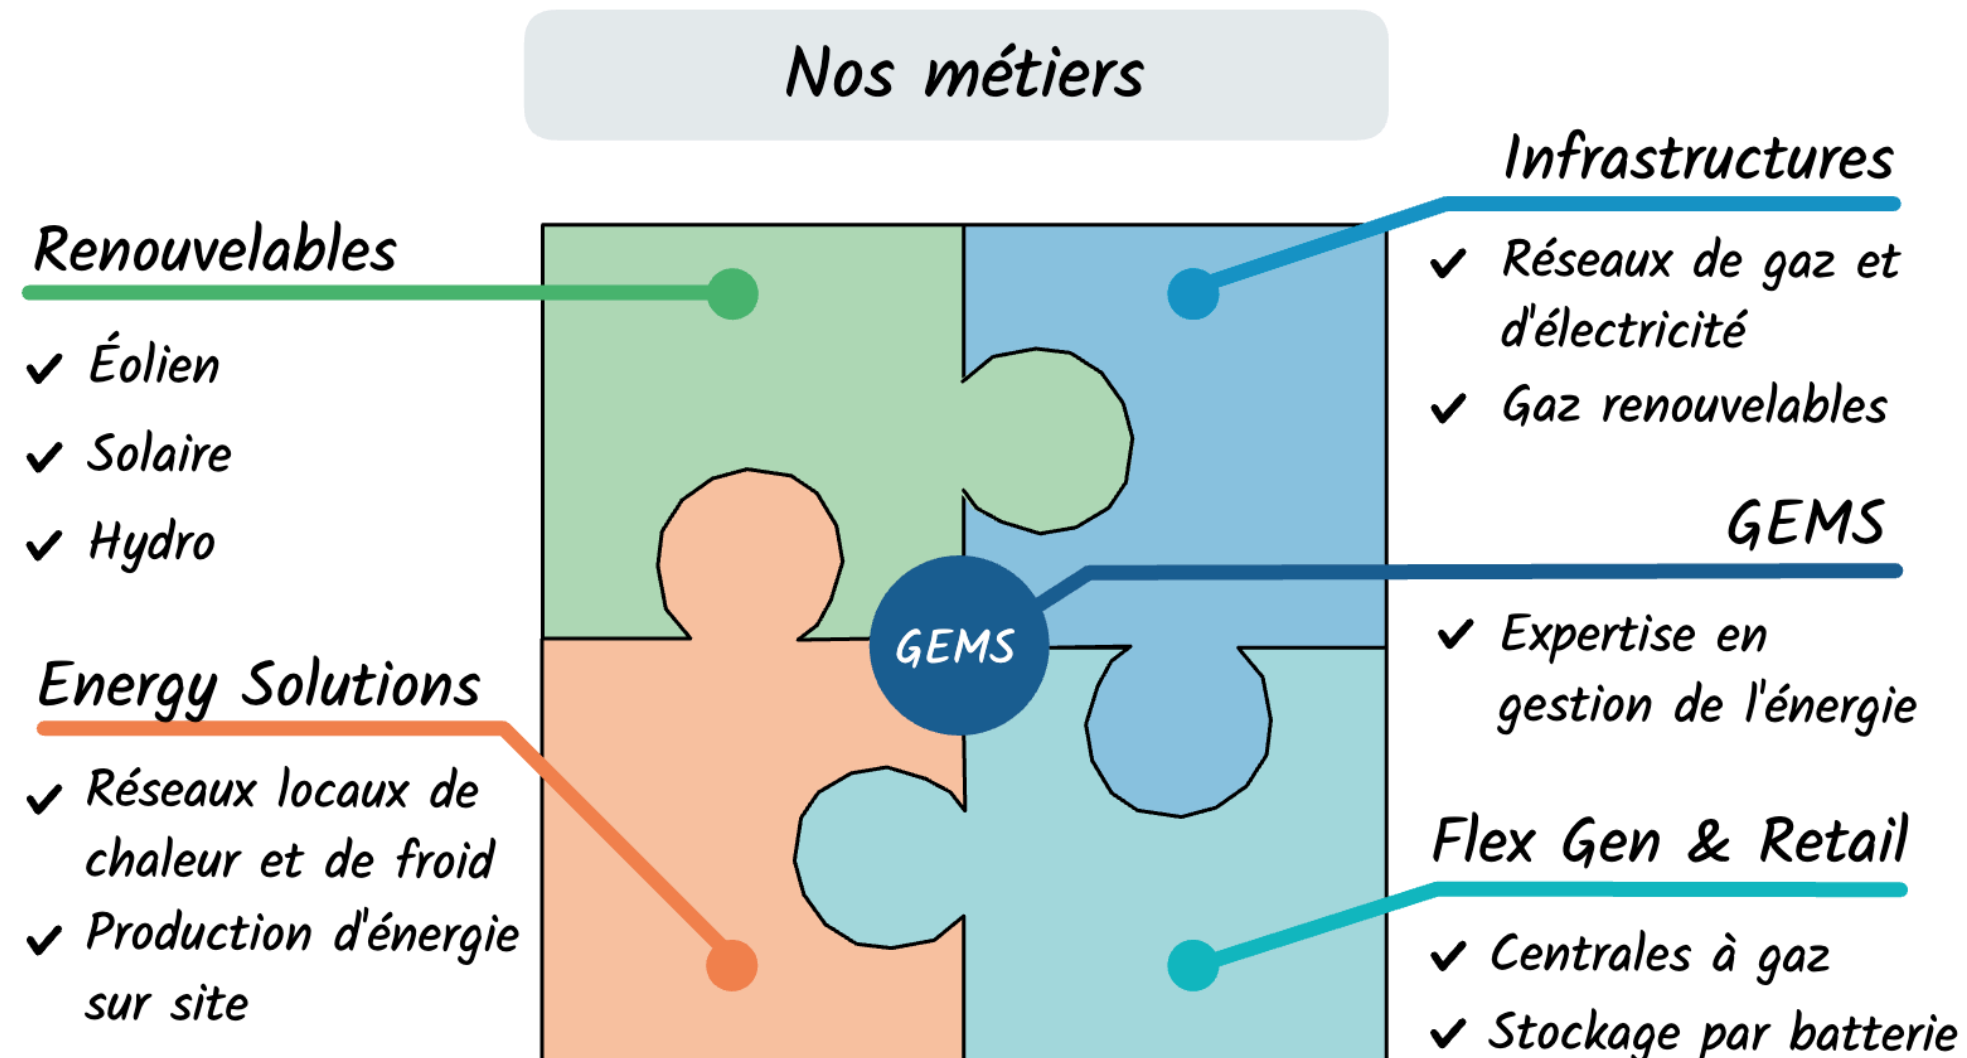 Nos métiers
Renouvelables
Éolien
Solaire
Hydro
Energy Solutions
Réseaux locaux de
chaleur et de froid
Production d'énergie
sur site
GEMS
Infrastructures
Réseaux de gaz et
d'électricité
Gaz renouvelables
GEMS
Expertise en
gestion de l'énergie
Flex Gen & Retail
Centrales à gaz
Stockage par batterie